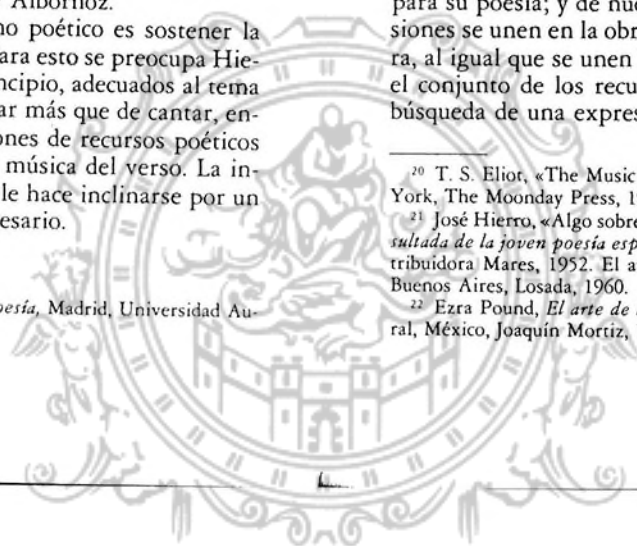 Albornoz.
no poético es sostener la
ara esto se preocupa Hie-
ncipio, adecuados al tema
ar más que de cantar, en-
ones de recursos poéticos
música del verso. La in-
le hace inclinarse por un
esario.
oesía, Madrid, Universidad Au-
para su poesía; y de nue
siones se unen en la obr
ra, al igual que se unen
el conjunto de los recu
búsqueda de una expres
20 T. S. Eliot, «The Music
York, The Moonday Press, 1
21 José Hierro, «Algo sobre
sultada de la joven poesía esp
tribuidora Mares, 1952. El a
Buenos Aires, Losada, 1960.
22 Ezra Pound, El arte de
ral, México, Joaquín Mortiz,